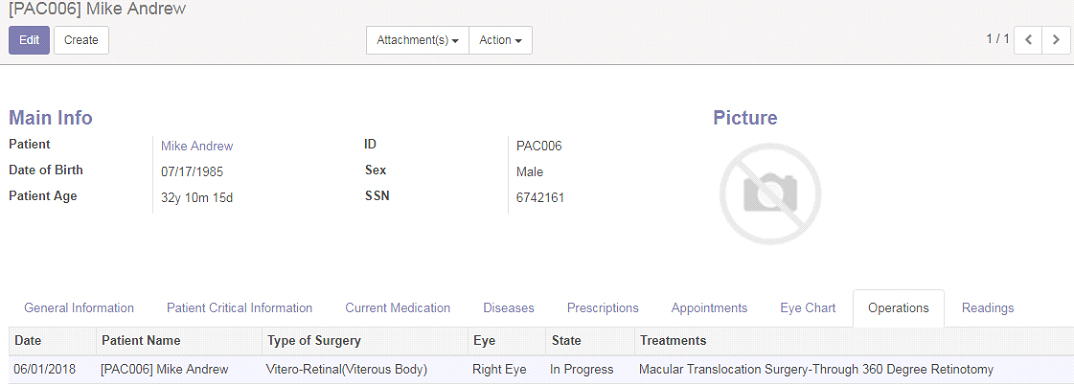 [PAC006] Mike Andrew
Edit Create Attachment(s) Action 1 / 1
Main Info Picture
Patient Mike Andrew ID PAC006
Date of Birth 07/17/1985 Sex Male
Patient Age 32y 10m 15d SSN 6742161
General Information Patient Critical Information Current Medication Diseases Prescriptions Appointments Eye Chart Operations Readings
Date Patient Name Type of Surgery Eye State Treatments
06/01/2018 [PAC006] Mike Andrew Vitero-Retinal(Viterous Body) Right Eye In Progress Macular Translocation Surgery-Through 360 Degree Retinotomy